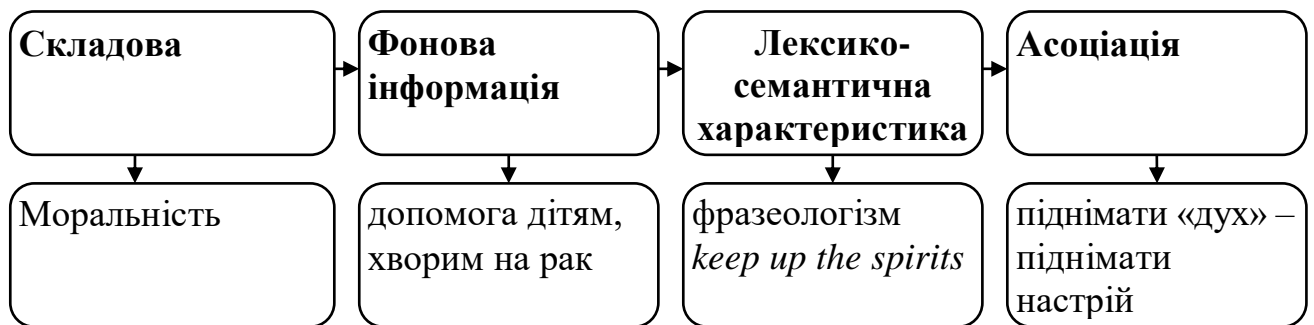 Складова
Фонова
інформація
Лексико-
семантична
характеристика
Асоціація
Моральність
допомога дітям,
хворим на рак
фразеологізм
keep up the spirits
піднімати «дух» –
піднімати
настрій